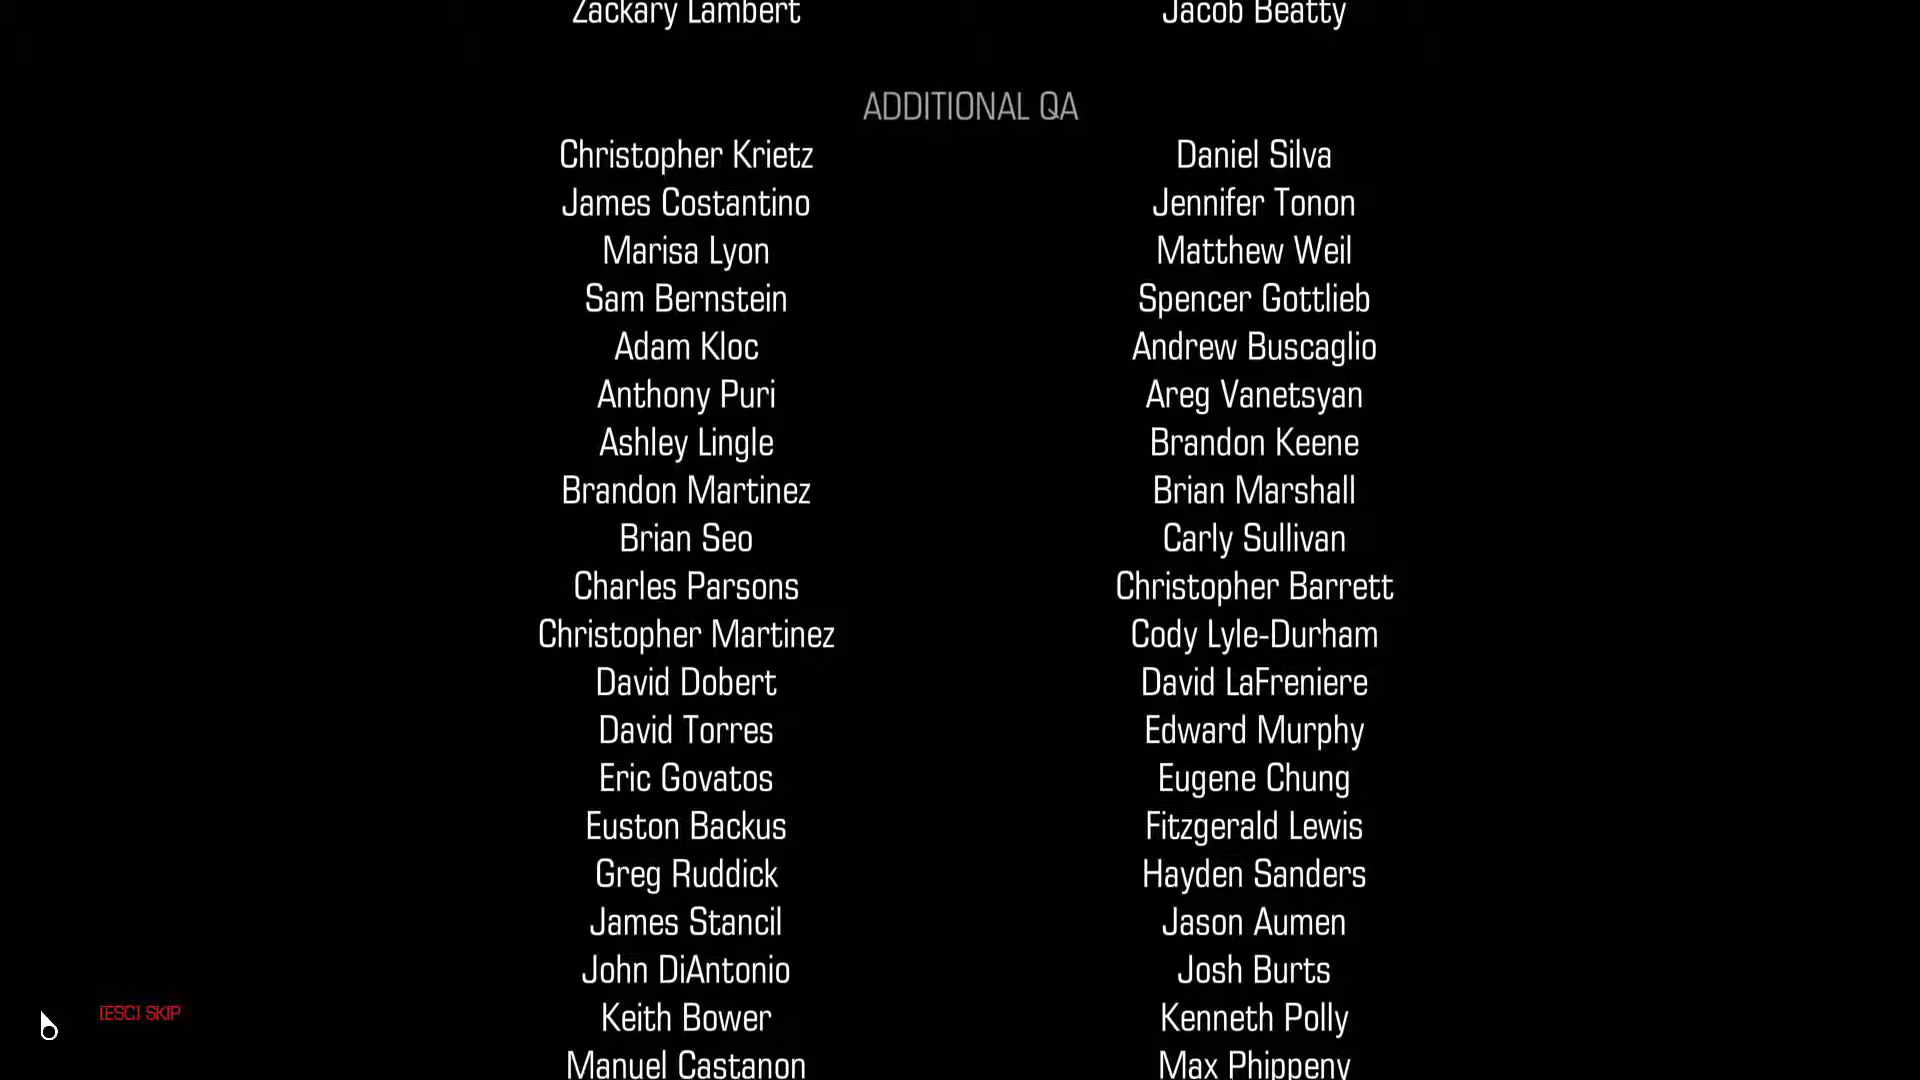 Zackary Lambert Jacob Beatty
ADDITIONAL QA
Christopher Krietz Daniel Silva
James Costantino Jennifer Tonon
Marisa Lyon Matthew Weil
Sam Bernstein Spencer Gottlieb
Adam Kloc Andrew Buscaglio
Anthony Puri Areg Vanetsyan
Ashley Lingle Brandon Keene
Brandon Martinez Brian Marshall
Brian Seo Carly Sullivan
Charles Parsons Christopher Barrett
Christopher Martinez Cody Lyle-Durham
David Dobert David LaFreniere
David Torres Edward Murphy
Eric Govatos Eugene Chung
Euston Backus Fitzgerald Lewis
Greg Ruddick Hayden Sanders
James Stancil Jason Aumen
John DiAntonio Josh Burts
[ESC] SKIP
Keith Bower Kenneth Polly
Manuel Castanon Max Phippeny